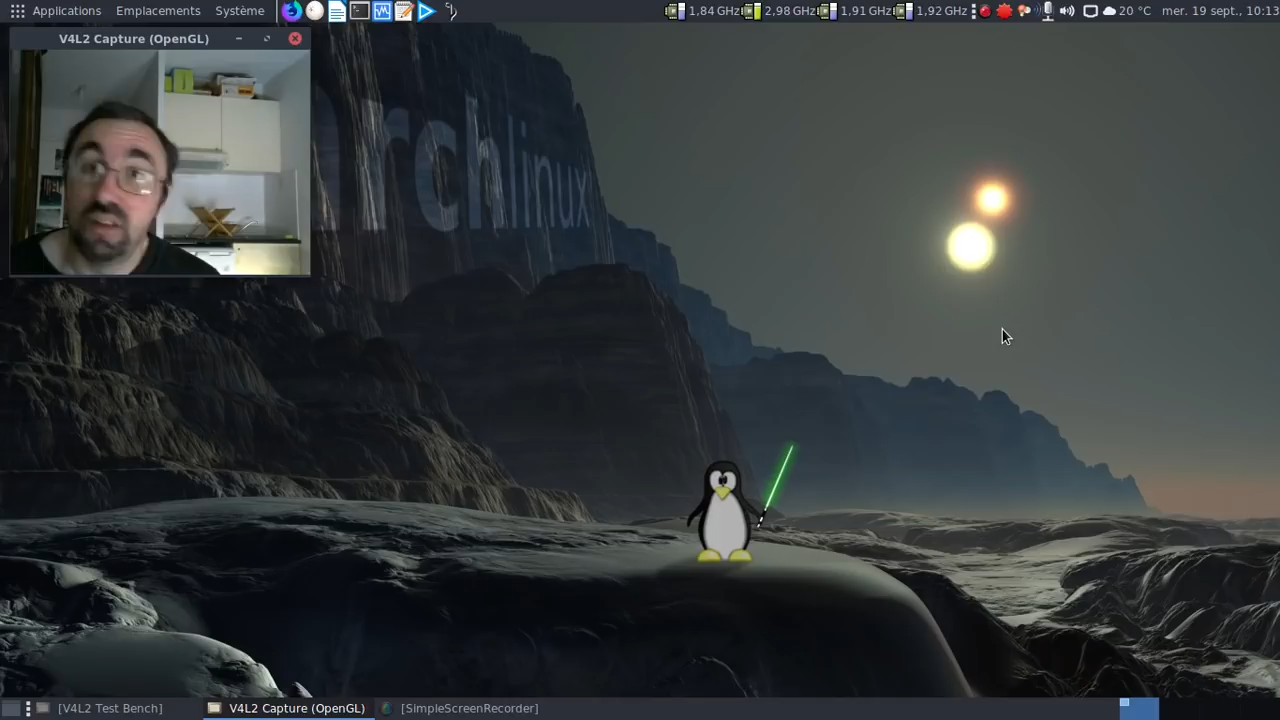 Applications Emplacements Système 1,84 GHz 2,98 GHz 1,91 GHz 1,92 GHz 20 °C mer. 19 sept., 10:13
V4L2 Capture (OpenGL)
archlinux
[V4L2 Test Bench] V4L2 Capture (OpenGL) [SimpleScreenRecorder]